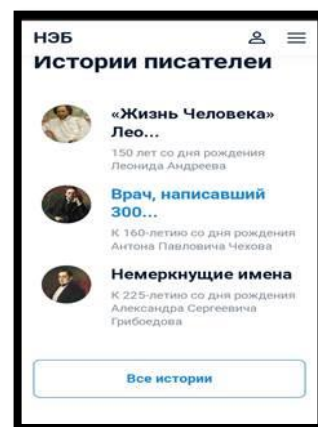 НЭБ
Истории писателей
«Жизнь Человека»
Лео...
150 лет со дня рождения
Леонида Андреева
Врач, написавший
300...
К 160-летию со дня рождения
Антона Павловича Чехова
Немеркнущие имена
К 225-летию со дня рождения
Александра Сергеевича
Грибоедова
Все истории